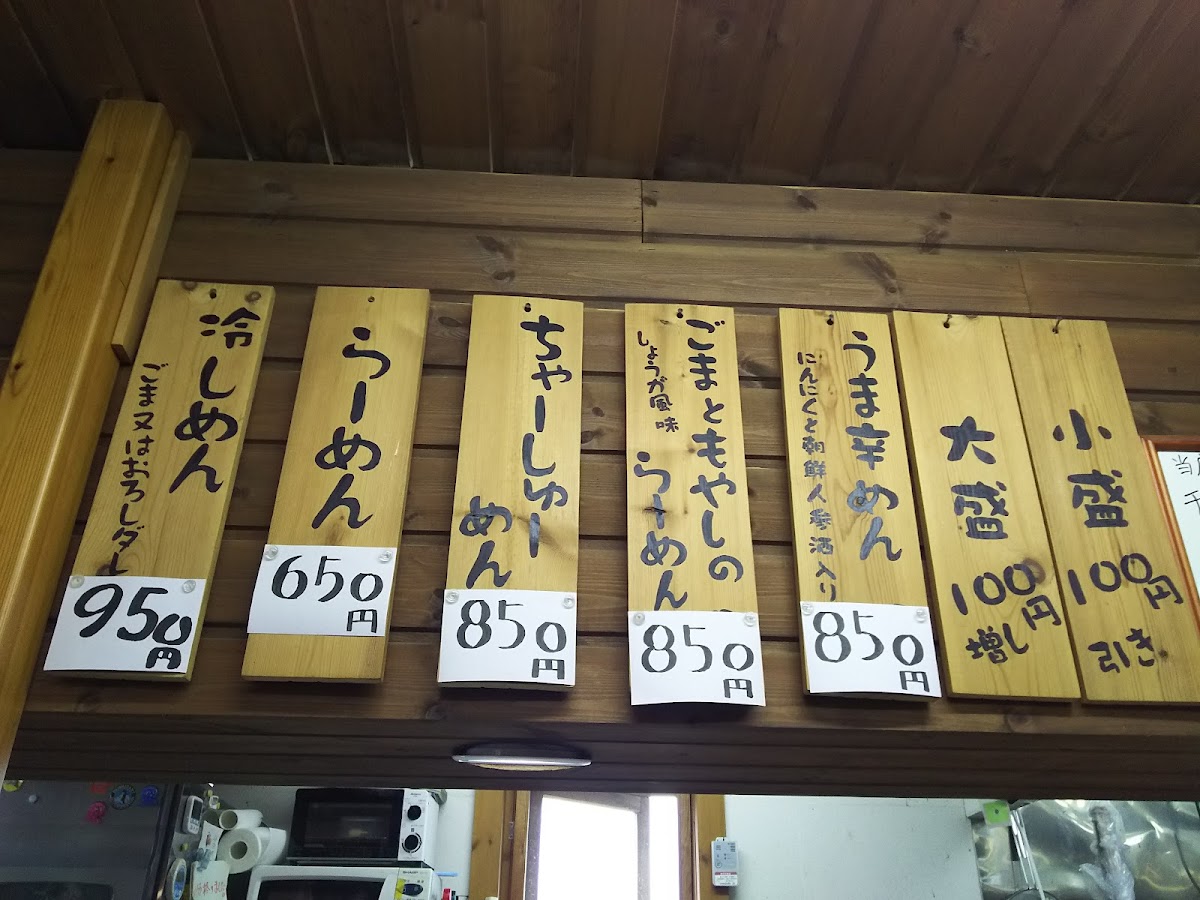 冷しめん
ごま又はおろしダレ
950円
らーめん
650円
ちゃーしゅー
めん
850円
ごまともやしの
らーめん
しょうが風味
850円
うま辛めん
にんにくと朝鮮人参酒入り
850円
大盛
100円
増し
小盛
100円
引き
当
千
SHARP